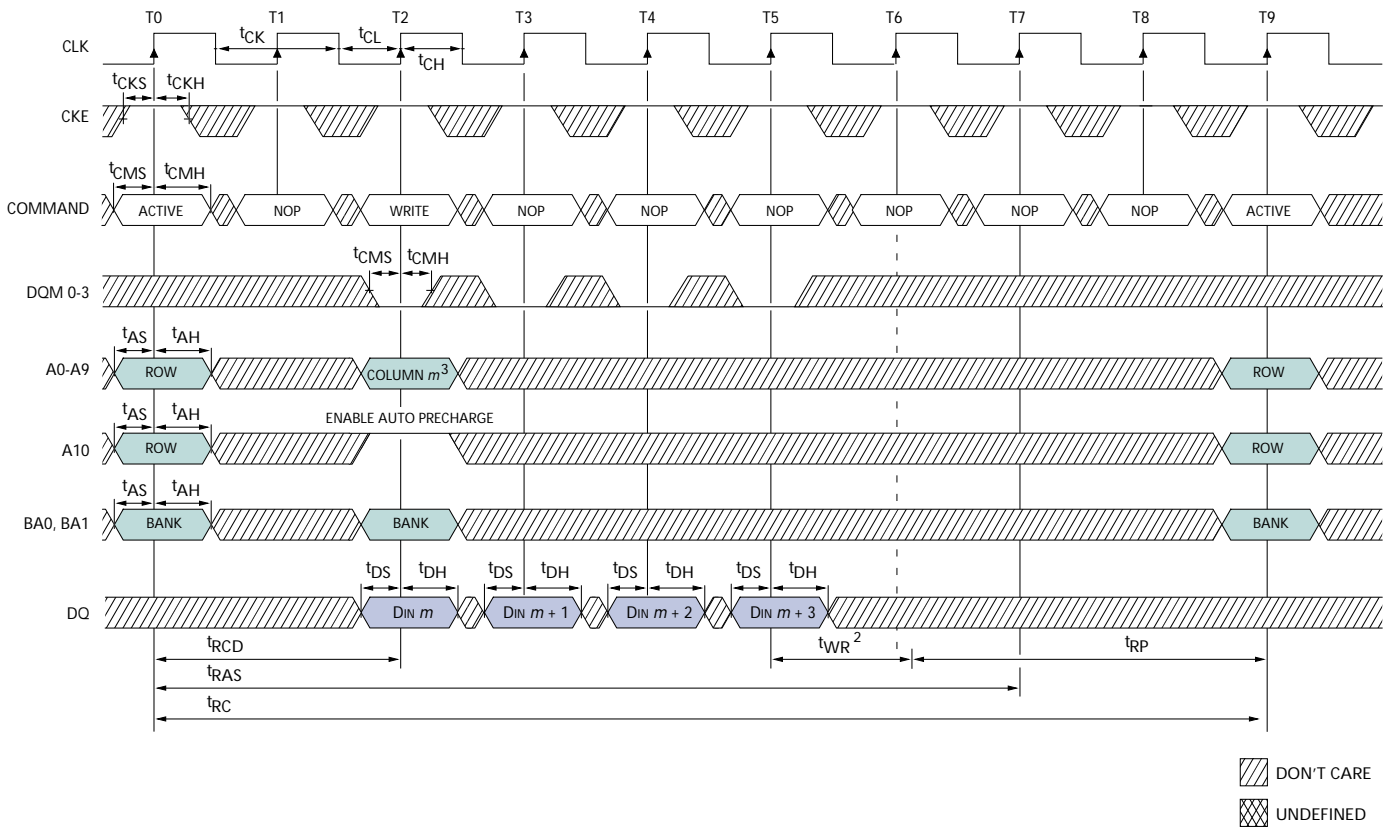 T0 T1 T2 T3 T4 T5 T6 T7 T8 T9
CLK
tCK tCL
tCH
tCKS tCKH
CKE
tCMS tCMH
COMMAND ACTIVE NOP WRITE NOP NOP NOP NOP NOP NOP ACTIVE
tCMS tCMH
DQM 0-3
tAS tAH
A0-A9 ROW COLUMN m3 ROW
tAS tAH ENABLE AUTO PRECHARGE
A10 ROW ROW
tAS tAH
BA0, BA1 BANK BANK BANK
tDS tDH tDS tDH tDS tDH tDS tDH
DQ DIN m DIN m + 1 DIN m + 2 DIN m + 3
tRCD tWR 2 tRP
tRAS
tRC
DON'T CARE
UNDEFINED